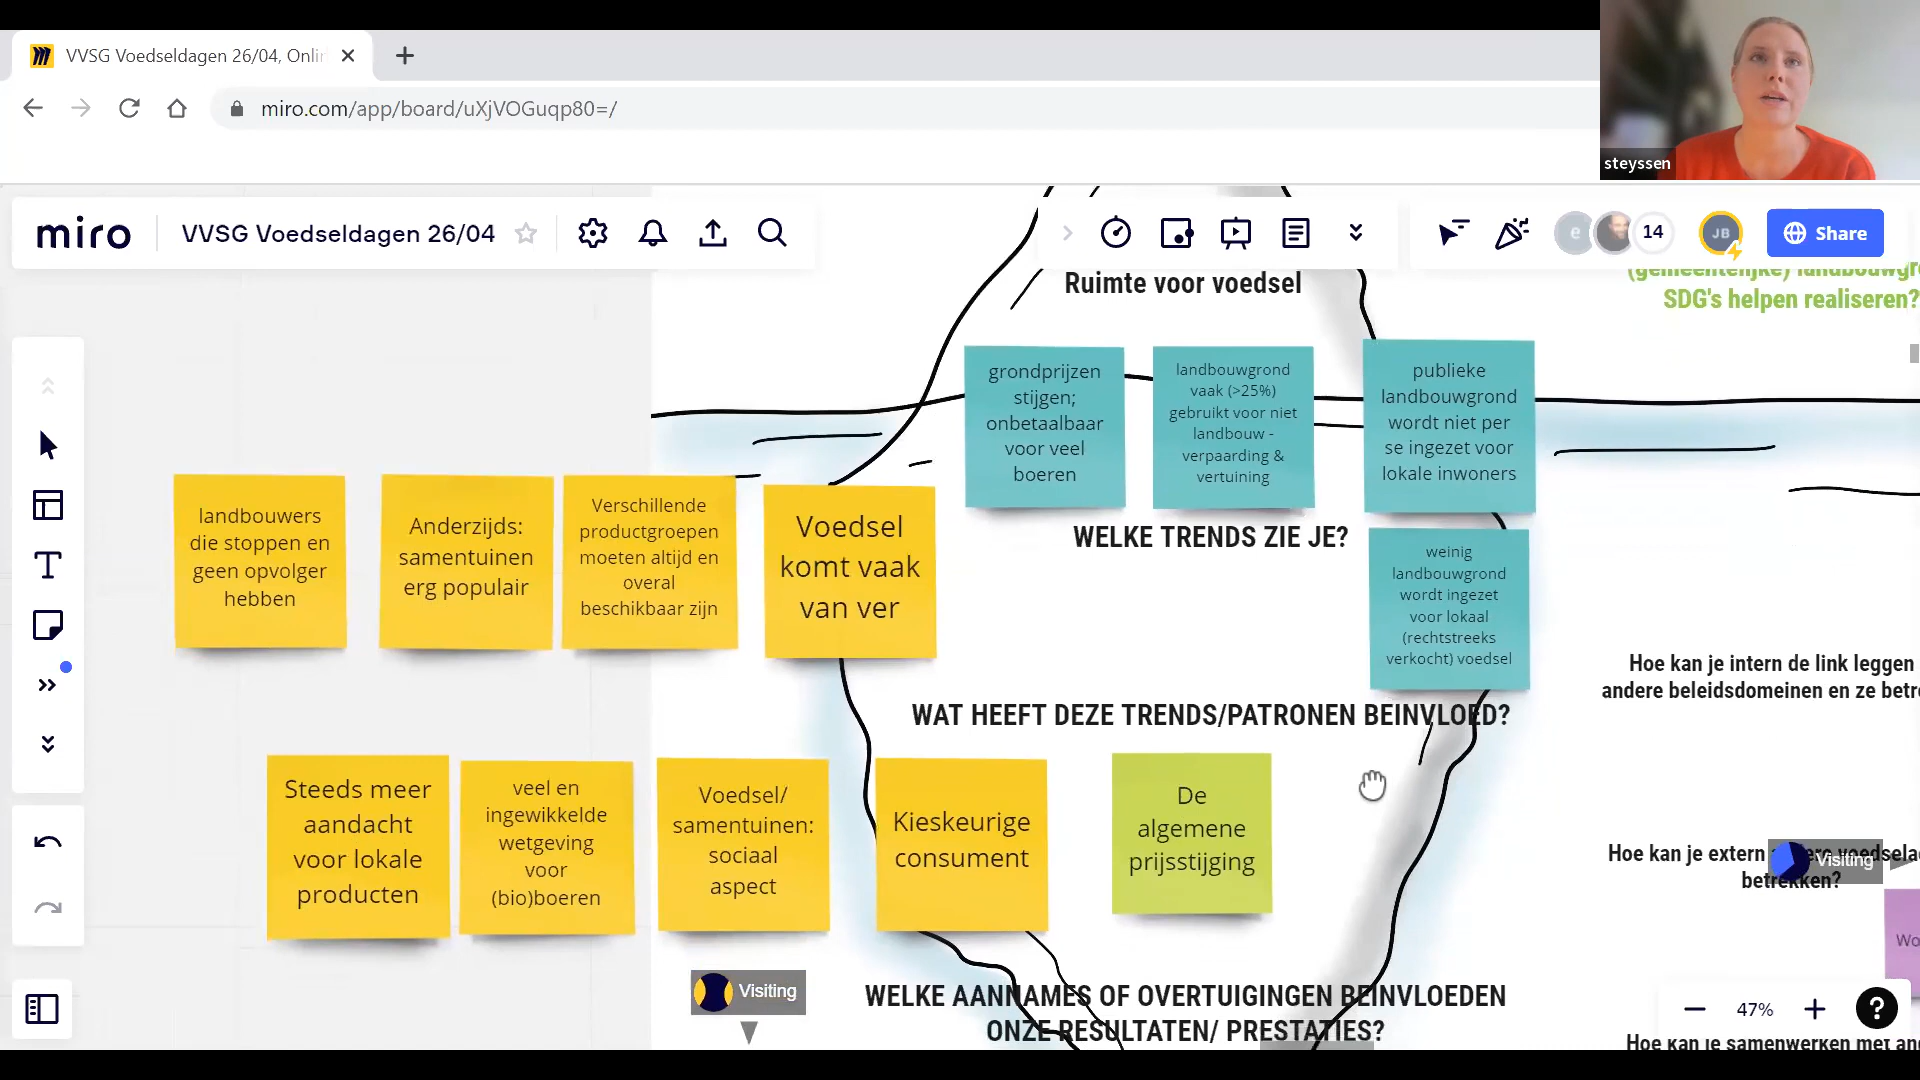 VVSG Voedseldagen 26/04, Onli
miro.com/app/board/uXjVOGuqp80=/
steyssen
miro
VVSG Voedseldagen 26/04
e
14
JB
Share
(gemeentelijke) landbouwgr
SDG's helpen realiseren?
Ruimte voor voedsel
grondprijzen
stijgen;
onbetaalbaar
voor veel
boeren
landbouwgrond
vaak (>25%)
gebruikt voor niet
landbouw -
verpaarding &
vertuining
publieke
landbouwgrond
wordt niet per
se ingezet voor
lokale inwoners
landbouwers
die stoppen en
geen opvolger
hebben
Anderzijds:
samentuinen
erg populair
Verschillende
productgroepen
moeten altijd en
overal
beschikbaar zijn
Voedsel
komt vaak
van ver
WELKE TRENDS ZIE JE?
weinig
landbouwgrond
wordt ingezet
voor lokaal
(rechtstreeks
verkocht) voedsel
Hoe kan je intern de link leggen
andere beleidsdomeinen en ze betre
WAT HEEFT DEZE TRENDS/PATRONEN BEINVLOED?
Steeds meer
aandacht
voor lokale
producten
veel en
ingewikkelde
wetgeving
voor
(bio)boeren
Voedsel/
samentuinen:
sociaal
aspect
Kieskeurige
consument
De
algemene
prijsstijging
Hoe kan je extern andere voedselac
betrekken?
Visiting
Wo
Visiting
WELKE AANNAMES OF OVERTUIGINGEN BEINVLOEDEN
ONZE RESULTATEN/ PRESTATIES?
47%
?
Hoe kan je samenwerken met an